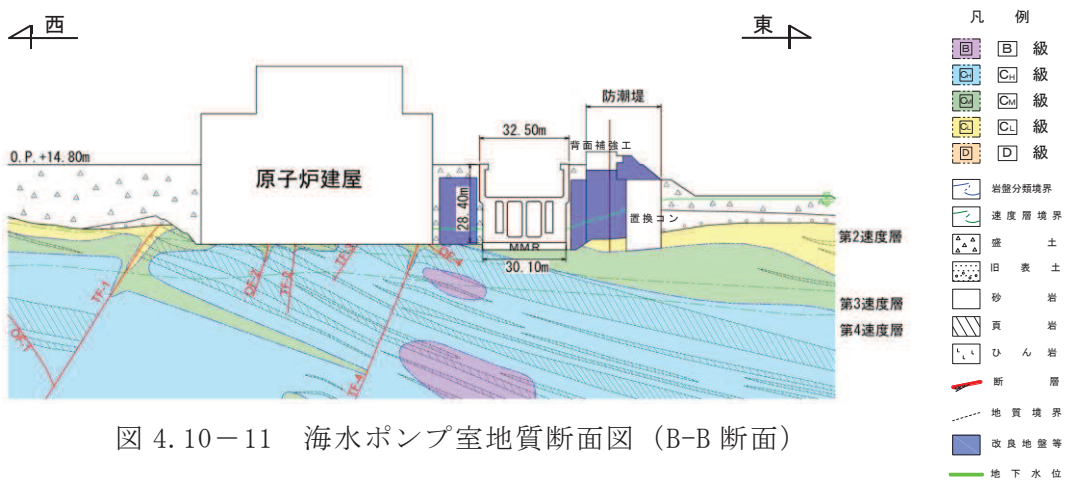 西
東
防潮堤
32.50m
背面補強工
O.P.+14.80m
原子炉建屋
28.40m
置換コン
MMR
30.10m
第2速度層
第3速度層
第4速度層
TF-1
TF-4
図 4.10－11 海水ポンプ室地質断面図（B-B 断面）
凡 例
B B 級
CH CH 級
CM CM 級
CL CL 級
D D 級
岩盤分類境界
速度層境界
盛 土
旧 表 土
砂 岩
頁 岩
ひ ん 岩
断 層
地 質 境 界
改 良 地 盤 等
地 下 水 位